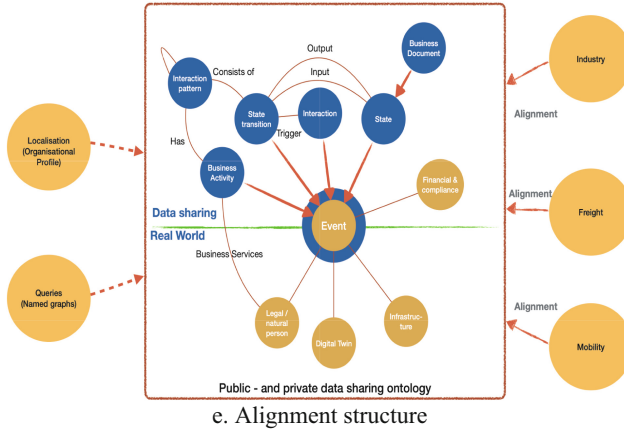 Output
Business
Document
Interaction
pattern
Consists of
Input
Industry
State
transition
Interaction
State
Trigger
Alignment
Localisation
(Organisational
Profile)
Has
Business
Activity
Financial &
compliance
Alignment
Data sharing
Event
Freight
Real World
Business Services
Queries
(Named graphs)
Legal /
natural
person
Digital Twin
Infrastruc-
ture
Alignment
Mobility
Public - and private data sharing ontology
e. Alignment structure